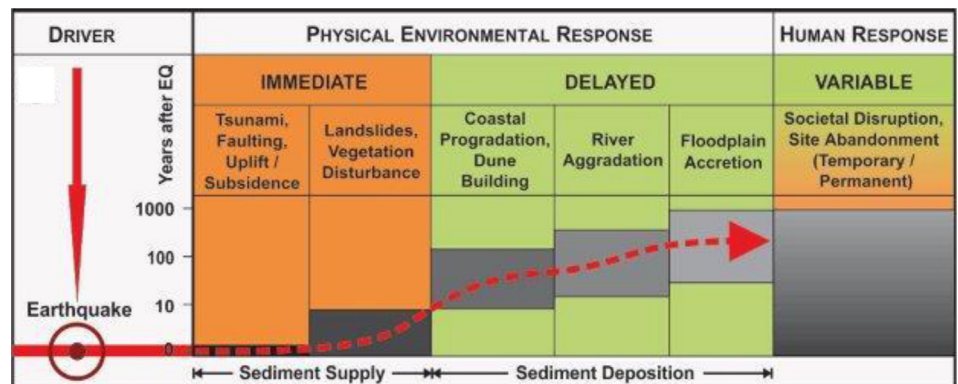 DRIVER
PHYSICAL ENVIRONMENTAL RESPONSE
HUMAN RESPONSE
IMMEDIATE
DELAYED
VARIABLE
Years after EQ
Tsunami,
Faulting,
Uplift /
Subsidence
Landslides,
Vegetation
Disturbance
Coastal
Progradation,
Dune
Building
River
Aggradation
Floodplain
Accretion
Societal Disruption,
Site Abandonment
(Temporary /
Permanent)
1000
100
10
0
Earthquake
Sediment Supply
Sediment Deposition